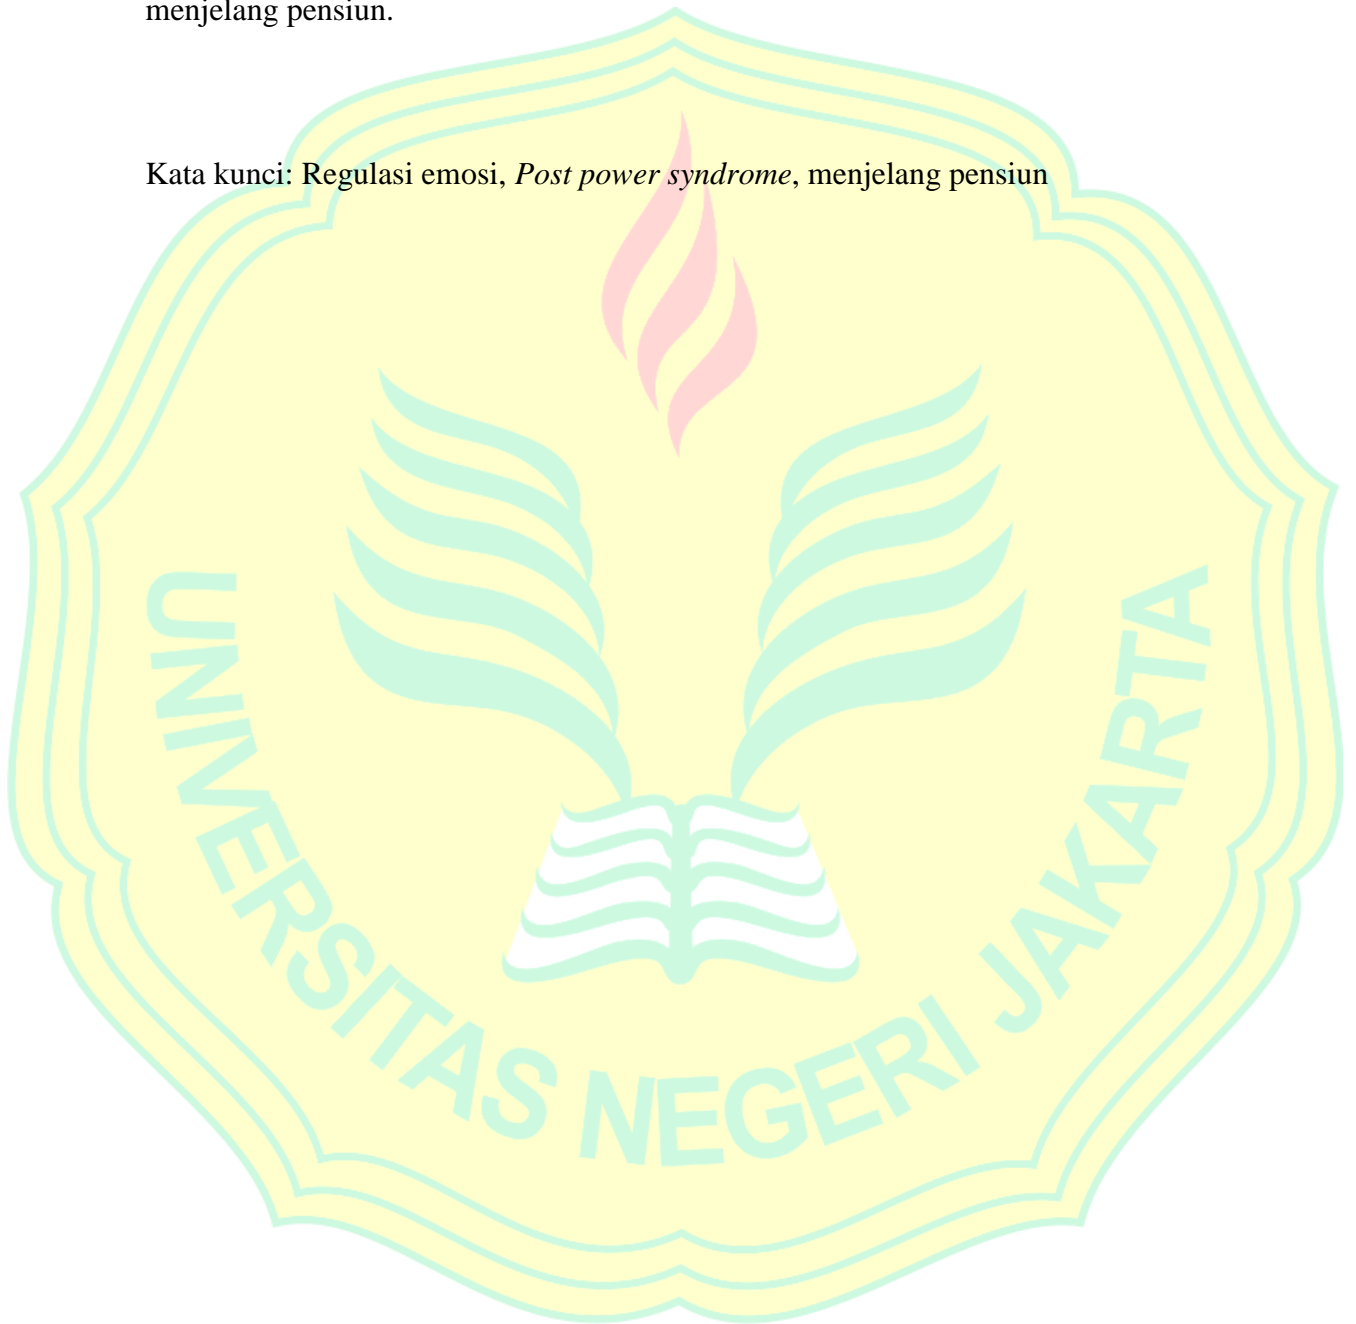 menjelang pensiun.
Kata kunci: Regulasi emosi, Post power syndrome, menjelang pensiun
UNIVERSITAS NEGERI JAKARTA